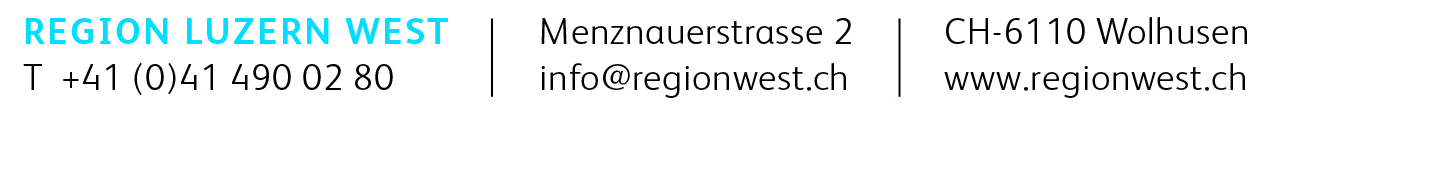 REGION LUZERN WEST
T +41 (0)41 490 02 80
Menznauerstrasse 2
info@regionwest.ch
CH-6110 Wolhusen
www.regionwest.ch